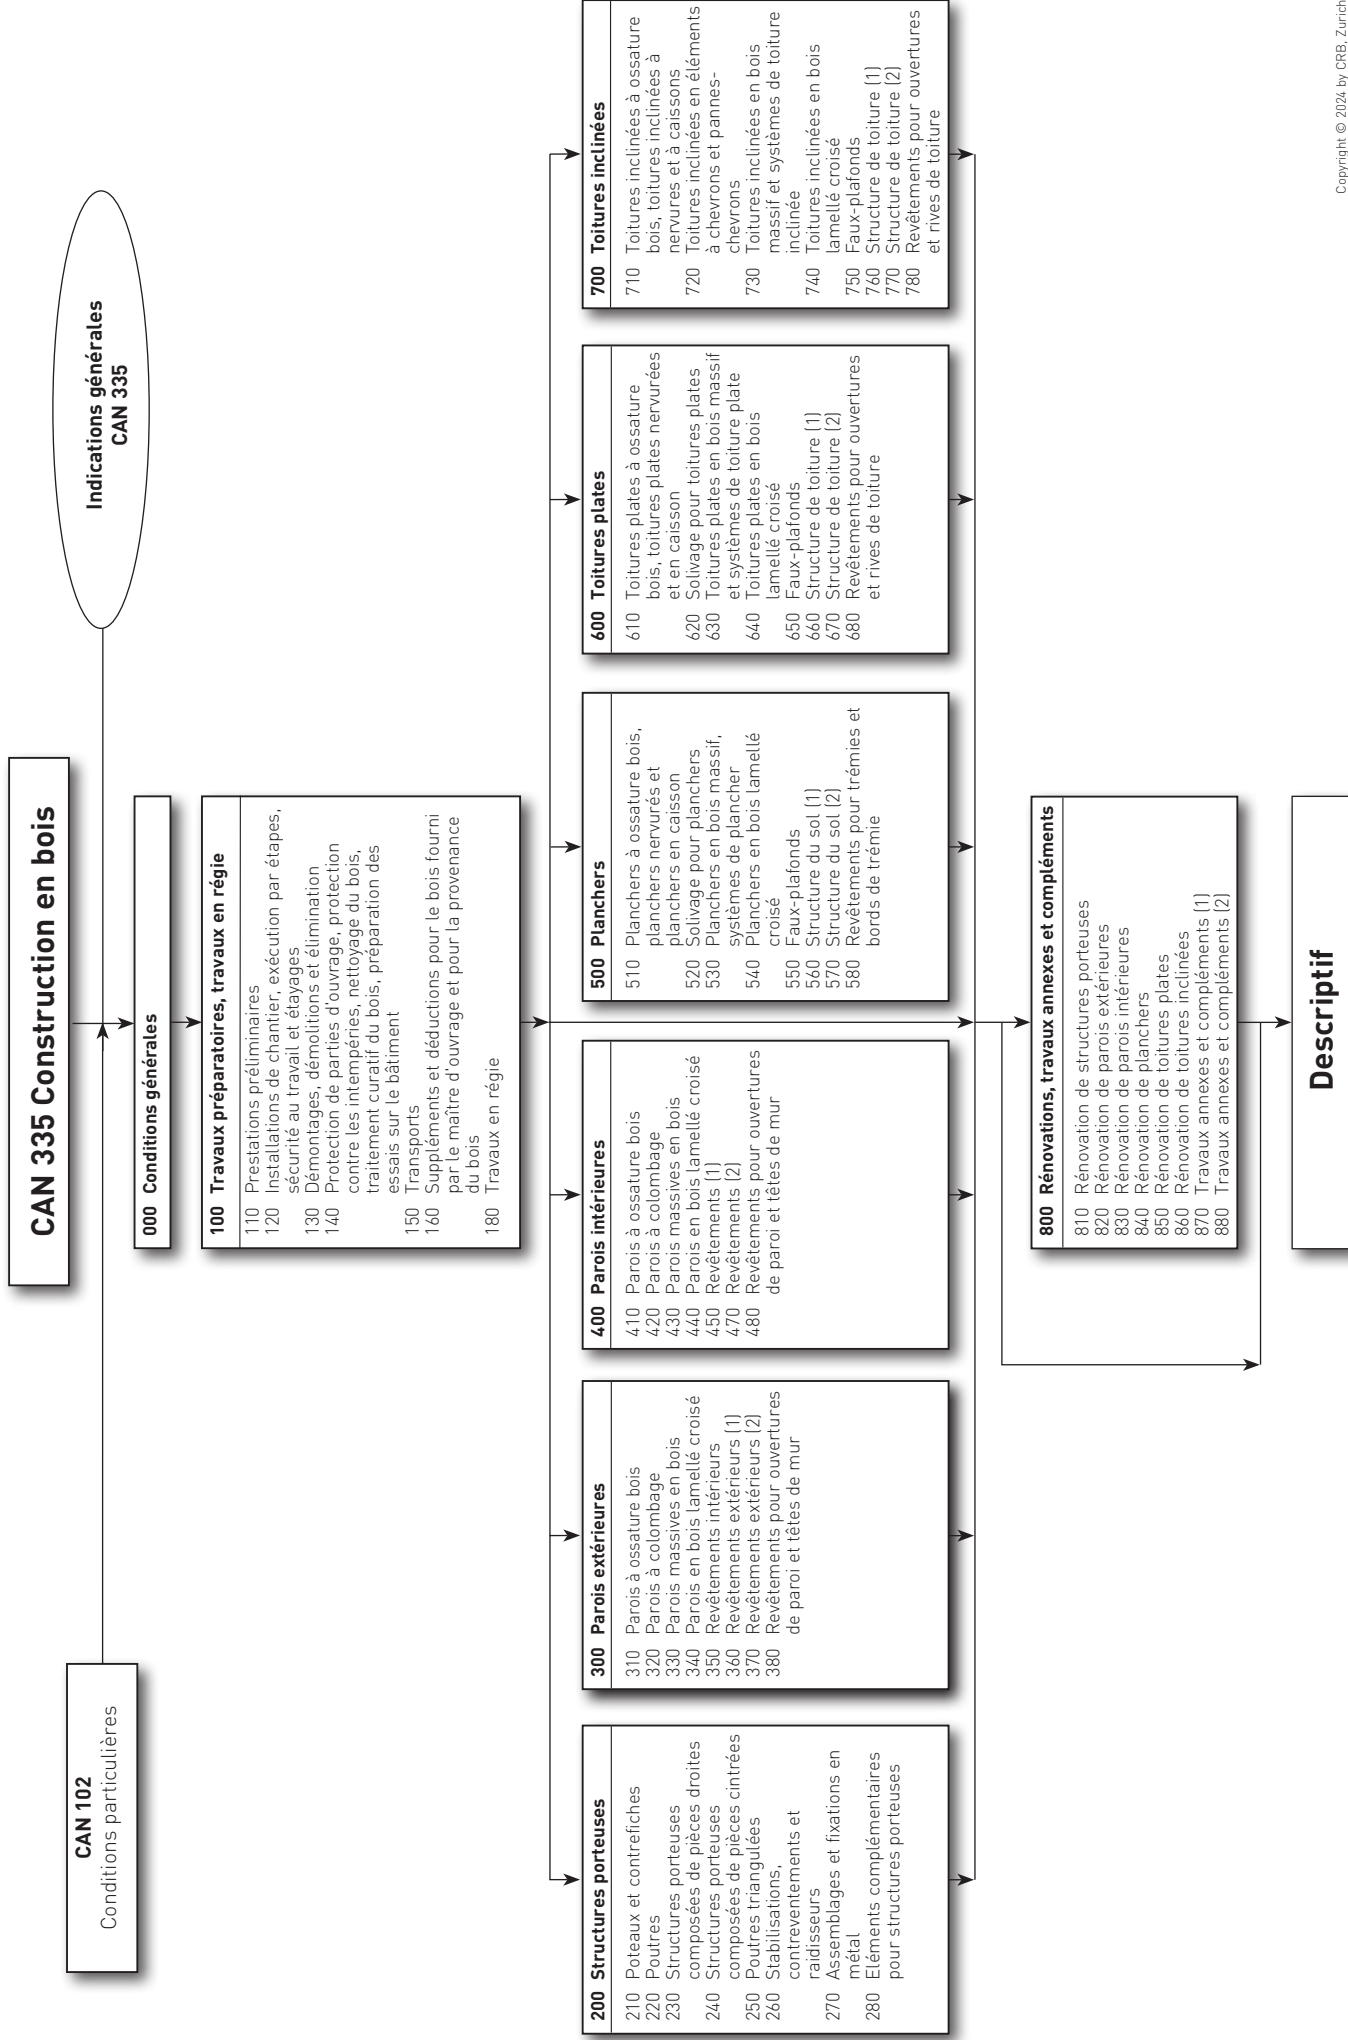 CAN 335 Construction en bois
CAN 102
Conditions particulières
Indications générales
CAN 335
000 Conditions générales
100 Travaux préparatoires, travaux en régie
110 Prestations préliminaires
120 Installations de chantier, exécution par étapes,
sécurité au travail et étayages
130 Démontages, démolitions et élimination
140 Protection de parties d'ouvrage, protection
contre les intempéries, nettoyage du bois,
traitement curatif du bois, préparation des
essais sur le bâtiment
150 Transports
160 Suppléments et déductions pour le bois fourni
par le maître d'ouvrage et pour la provenance
du bois
180 Travaux en régie
200 Structures porteuses
210 Poteaux et contrefiches
220 Poutres
230 Structures porteuses
composées de pièces droites
240 Structures porteuses
composées de pièces cintrées
250 Poutres triangulées
260 Stabilisations,
contreventements et
raidisseurs
270 Assemblages et fixations en
métal
280 Eléments complémentaires
pour structures porteuses
300 Parois extérieures
310 Parois à ossature bois
320 Parois à colombage
330 Parois massives en bois
340 Parois en bois lamellé croisé
350 Revêtements intérieurs
360 Revêtements extérieurs (1)
370 Revêtements extérieurs (2)
380 Revêtements pour ouvertures
de paroi et têtes de mur
400 Parois intérieures
410 Parois à ossature bois
420 Parois à colombage
430 Parois massives en bois
440 Parois en bois lamellé croisé
450 Revêtements (1)
470 Revêtements (2)
480 Revêtements pour ouvertures
de paroi et têtes de mur
500 Planchers
510 Planchers à ossature bois,
planchers nervurés et
planchers en caisson
520 Solivage pour planchers
530 Planchers en bois massif,
systèmes de plancher
540 Planchers en bois lamellé
croisé
550 Faux-plafonds
560 Structure du sol (1)
570 Structure du sol (2)
580 Revêtements pour trémies et
bords de trémie
600 Toitures plates
610 Toitures plates à ossature
bois, toitures plates nervurées
et en caisson
620 Solivage pour toitures plates
630 Toitures plates en bois massif
et systèmes de toiture plate
640 Toitures plates en bois
lamellé croisé
650 Faux-plafonds
660 Structure de toiture (1)
670 Structure de toiture (2)
680 Revêtements pour ouvertures
et rives de toiture
700 Toitures inclinées
710 Toitures inclinées à ossature
bois, toitures inclinées à
nervures et à caissons
720 Toitures inclinées en éléments
à chevrons et pannes-
chevrons
730 Toitures inclinées en bois
massif et systèmes de toiture
inclinée
740 Toitures inclinées en bois
lamellé croisé
750 Faux-plafonds
760 Structure de toiture (1)
770 Structure de toiture (2)
780 Revêtements pour ouvertures
et rives de toiture
800 Rénovations, travaux annexes et compléments
810 Rénovation de structures porteuses
820 Rénovation de parois extérieures
830 Rénovation de parois intérieures
840 Rénovation de planchers
850 Rénovation de toitures plates
860 Rénovation de toitures inclinées
870 Travaux annexes et compléments (1)
880 Travaux annexes et compléments (2)
Descriptif
Copyright © 2024 by CRB, Zurich